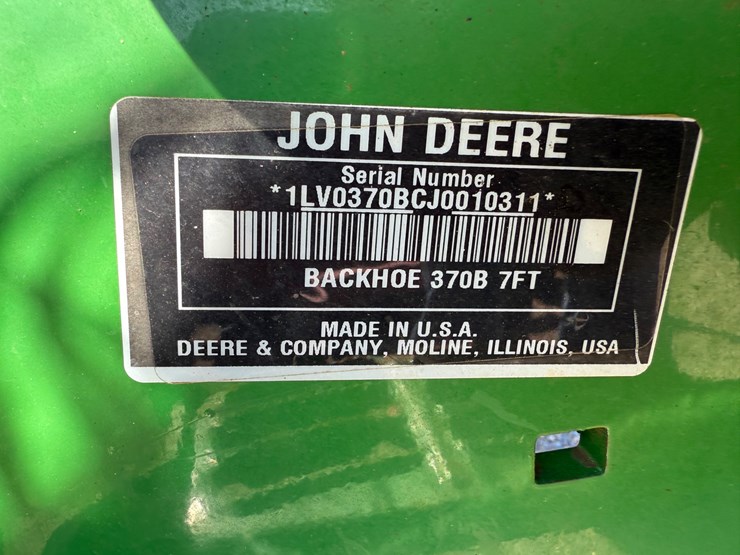 JOHN DEERE
Serial Number
*1LV0370BCJ0010311*
BACKHOE 370B 7FT
MADE IN U.S.A.
DEERE & COMPANY, MOLINE, ILLINOIS, USA